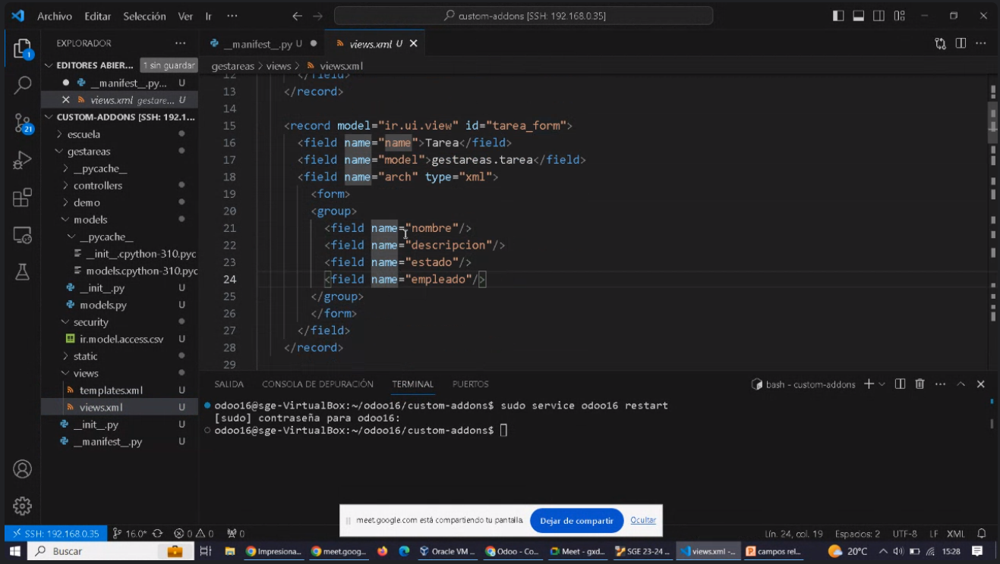 Archivo Editar Selección Ver Ir ··· custom-addons [SSH: 192.168.0.35]
EXPLORADOR ···
__manifest__.py U views.xml U
EDITORES ABIER... 1 sin guardar
gestareas > views > views.xml
__manifest__.py... U
views.xml gestare... U
CUSTOM-ADDONS [SSH: 192.1...
escuela
gestareas
__pycache__
controllers
demo
models
__pycache__
__init__.cpython-310.pyc
models.cpython-310.pyc
__init__.py U
models.py U
security
ir.model.access.csv U
static
views
templates.xml U
views.xml U
__init__.py U
__manifest__.py U
1
21
12 </field>
13 </record>
14
15 <record model="ir.ui.view" id="tarea_form">
16 <field name="name">Tarea</field>
17 <field name="model">gestareas.tarea</field>
18 <field name="arch" type="xml">
19 <form>
20 <group>
21 <field name="nombre"/>
22 <field name="descripcion"/>
23 <field name="estado"/>
24 <field name="empleado"/>
25 </group>
26 </form>
27 </field>
28 </record>
29
SALIDA CONSOLA DE DEPURACIÓN TERMINAL PUERTOS bash - custom-addons
odoo16@sge-VirtualBox:~/odoo16/custom-addons$ sudo service odoo16 restart
[sudo] contraseña para odoo16:
odoo16@sge-VirtualBox:~/odoo16/custom-addons$
meet.google.com está compartiendo tu pantalla. Dejar de compartir Ocultar
SSH: 192.168.0.35 16.0* 0 0 0 Lín. 24, col. 19 Espacios: 2 UTF-8 LF XML
Buscar Impresiona... meet.goog... Oracle VM ... Odoo - Co... Meet - gxd... SGE 23-24 ... views.xml -... campos rel... 20°C 15:28